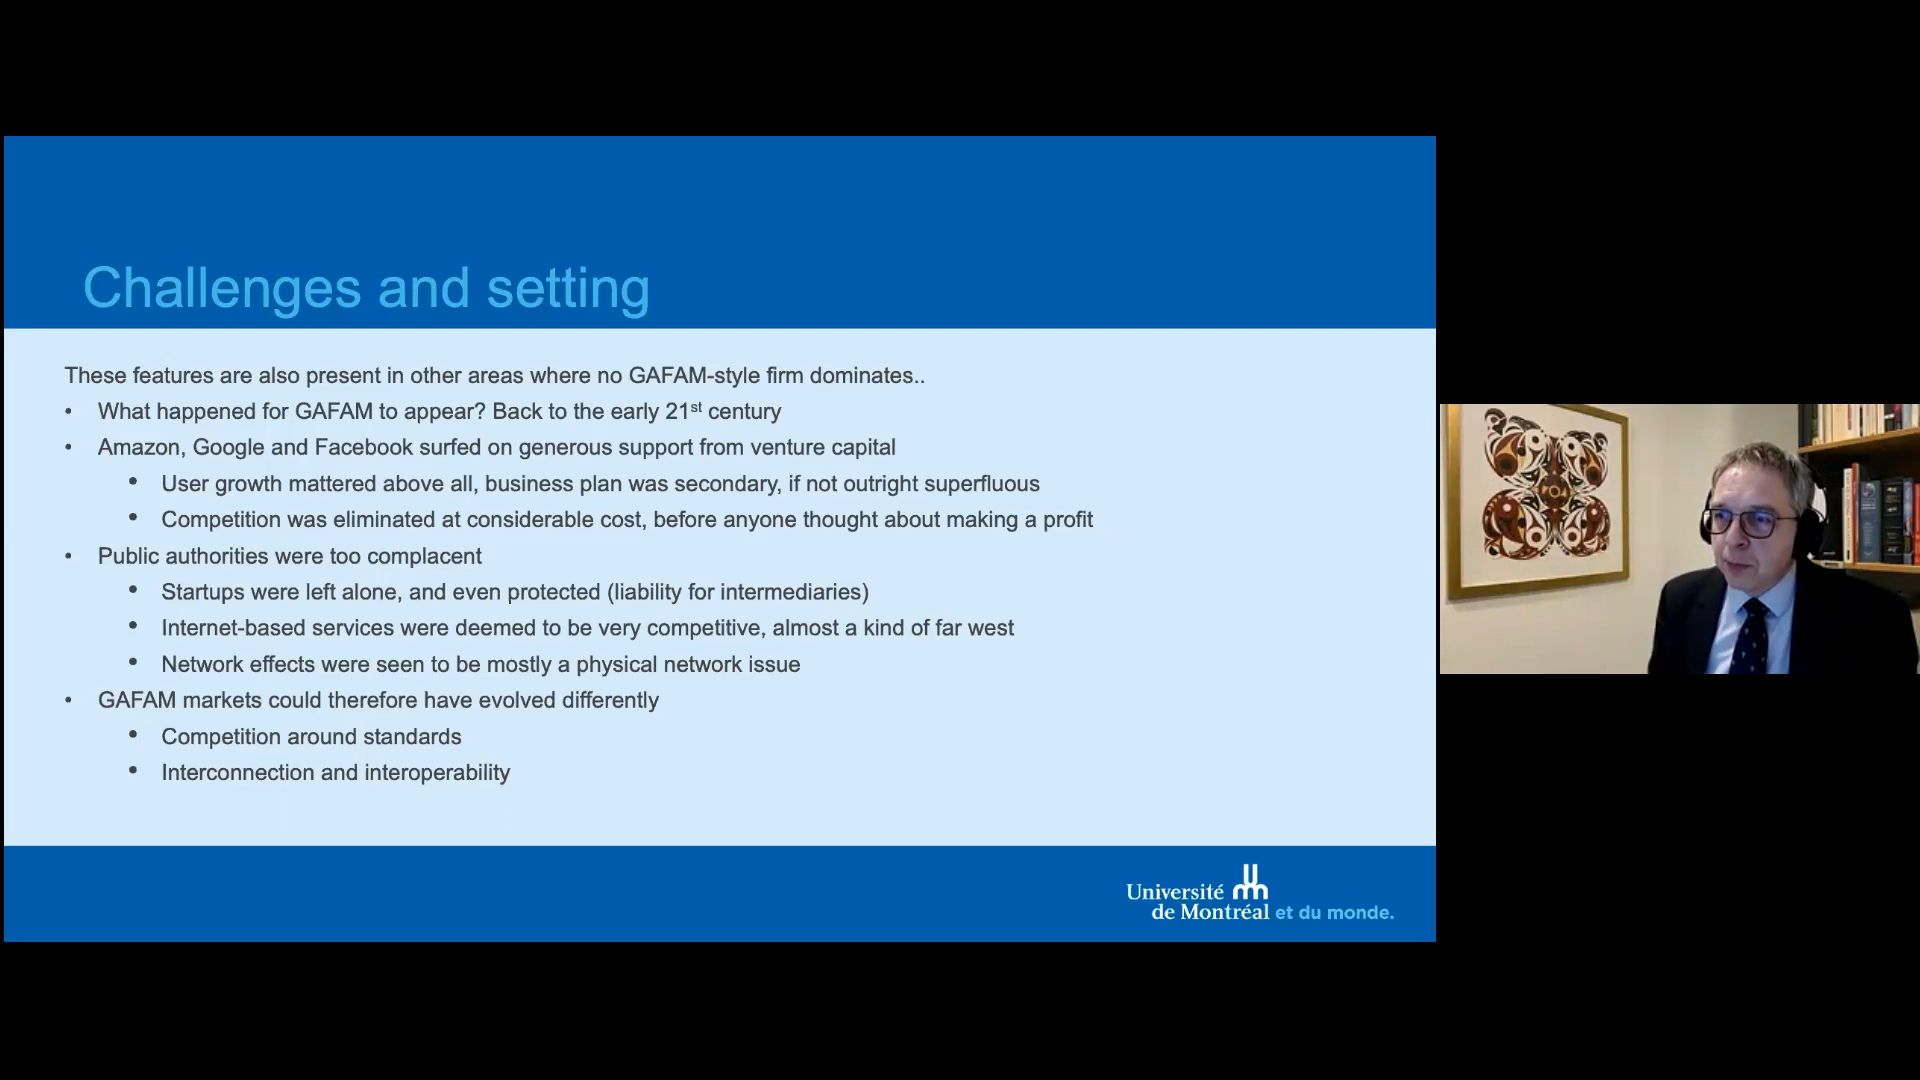 Challenges and setting
These features are also present in other areas where no GAFAM-style firm dominates..
• What happened for GAFAM to appear? Back to the early 21st century
• Amazon, Google and Facebook surfed on generous support from venture capital
• User growth mattered above all, business plan was secondary, if not outright superfluous
• Competition was eliminated at considerable cost, before anyone thought about making a profit
• Public authorities were too complacent
• Startups were left alone, and even protected (liability for intermediaries)
• Internet-based services were deemed to be very competitive, almost a kind of far west
• Network effects were seen to be mostly a physical network issue
• GAFAM markets could therefore have evolved differently
• Competition around standards
• Interconnection and interoperability
Université
de Montréal et du monde.